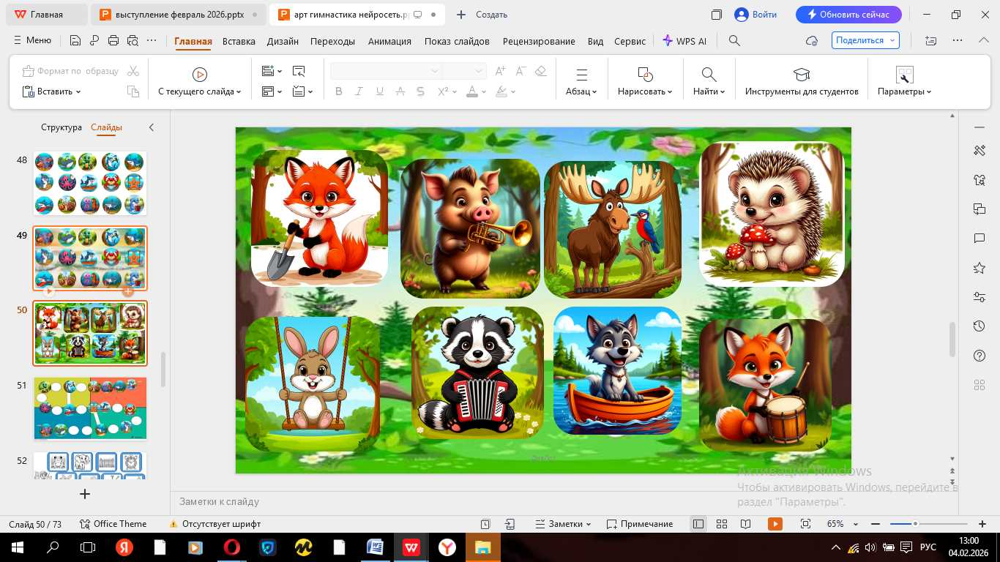 Главная
выступление февраль 2026.pptx
арт гимнастика нейросеть.pp
Создать
Войти
Обновить сейчас
Меню
Главная
Вставка
Дизайн
Переходы
Анимация
Показ слайдов
Рецензирование
Вид
Сервис
WPS AI
Поделиться
Формат по образцу
Вставить
С текущего слайда
Абзац
Нарисовать
Найти
Инструменты для студентов
Параметры
Структура
Слайды
48
49
50
51
52
Активация Windows
Чтобы активировать Windows, перейдите в
раздел "Параметры".
Заметки к слайду
Слайд 50 / 73
Office Theme
Отсутствует шрифт
Заметки
Примечание
65%
РУС
13:00
04.02.2026